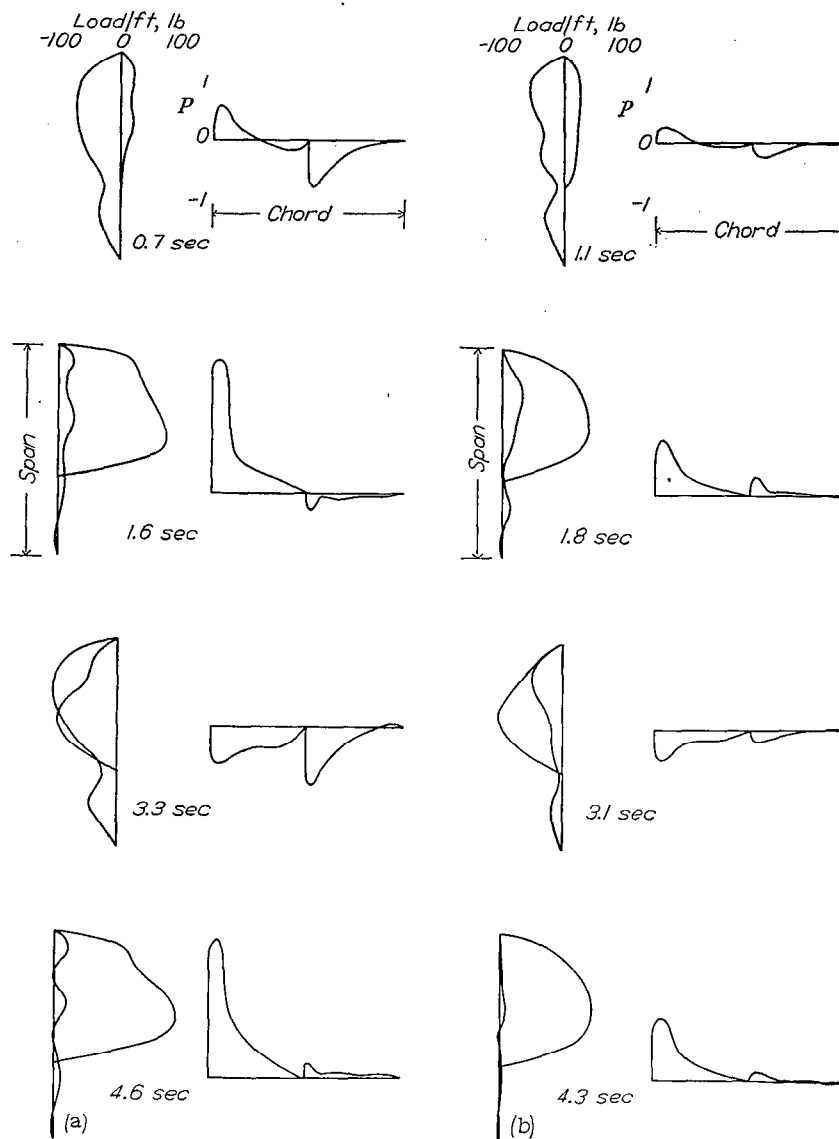 Load/ft, lb
-100 0 100
P
1
0
-1
Chord
0.7 sec
Load/ft, lb
-100 0 100
P
1
0
-1
Chord
1.1 sec
Span
1.6 sec
Span
1.8 sec
3.3 sec
3.1 sec
4.6 sec
(a)
4.3 sec
(b)